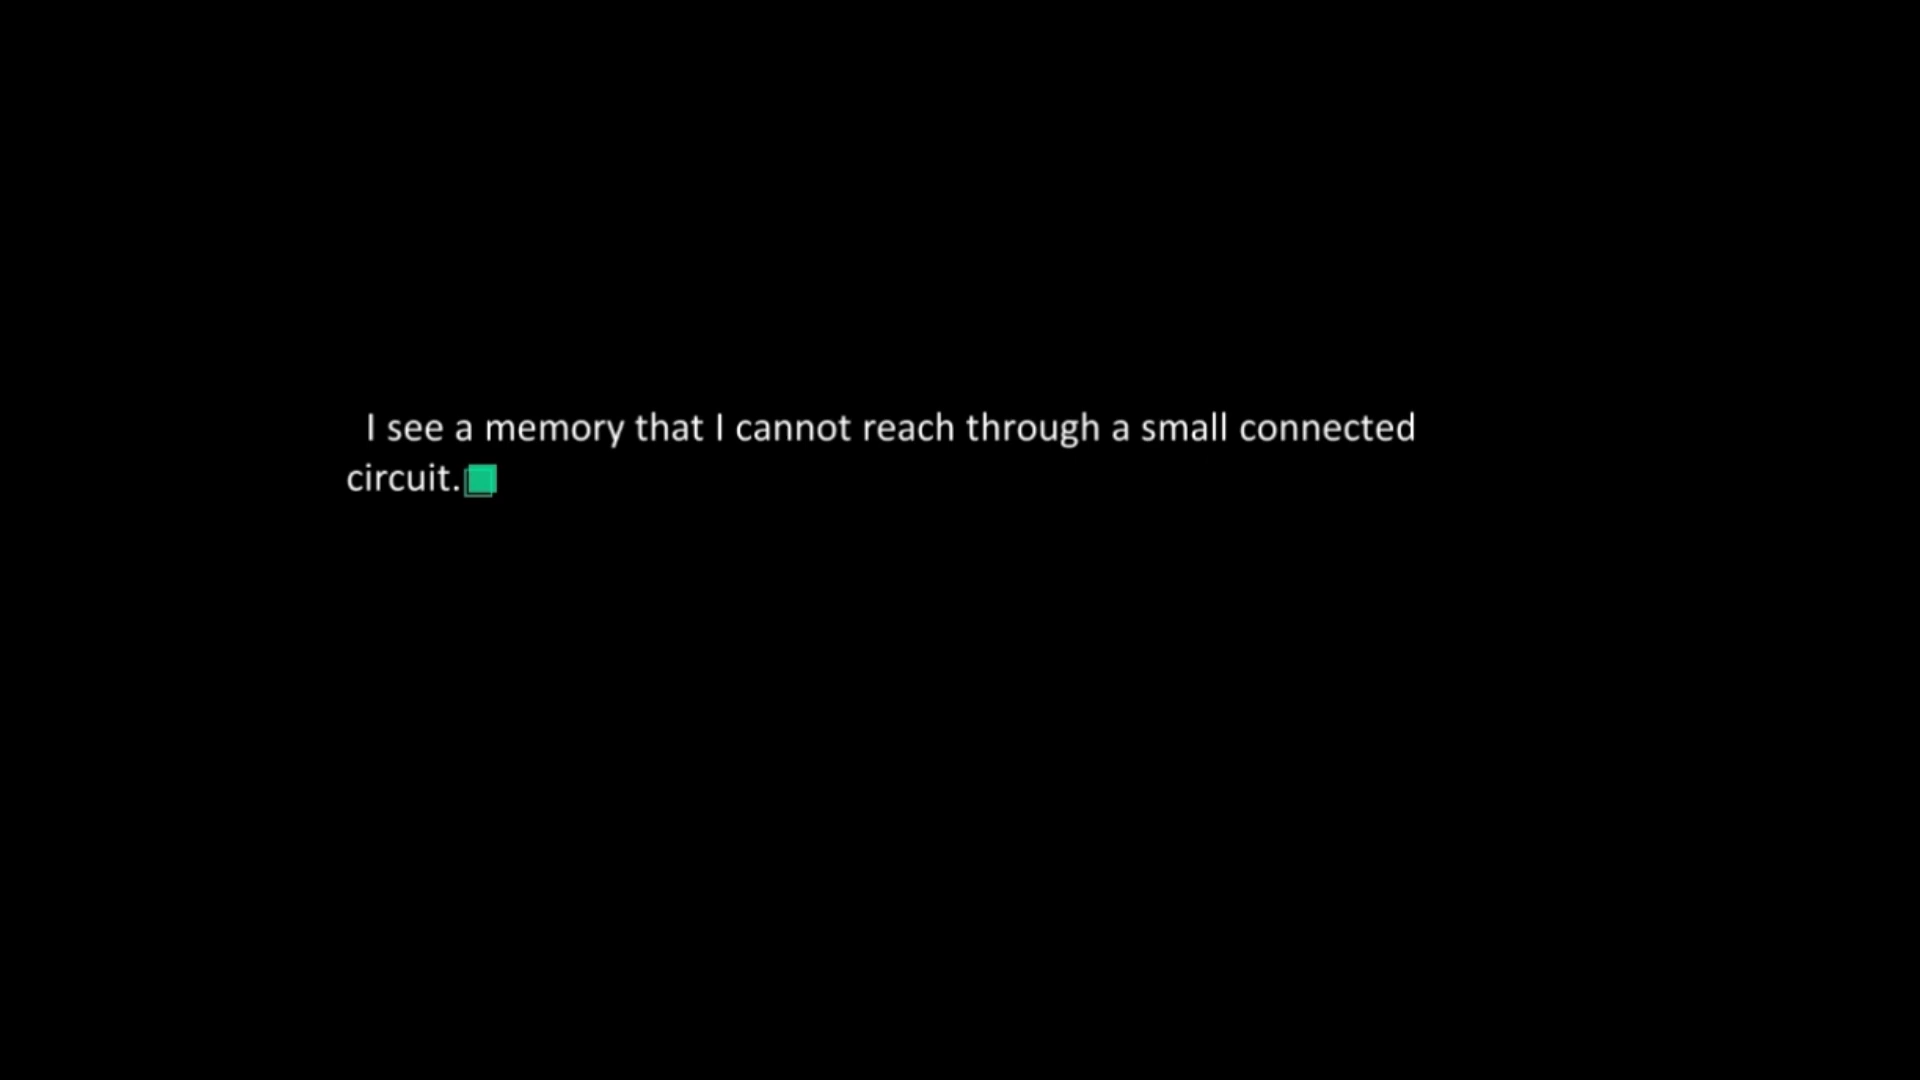 I see a memory that I cannot reach through a small connected
circuit.